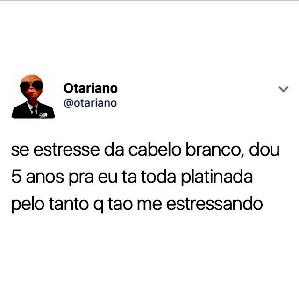 Otariano
@otariano
se estresse da cabelo branco, dou
5 anos pra eu ta toda platinada
pelo tanto q tao me estressando